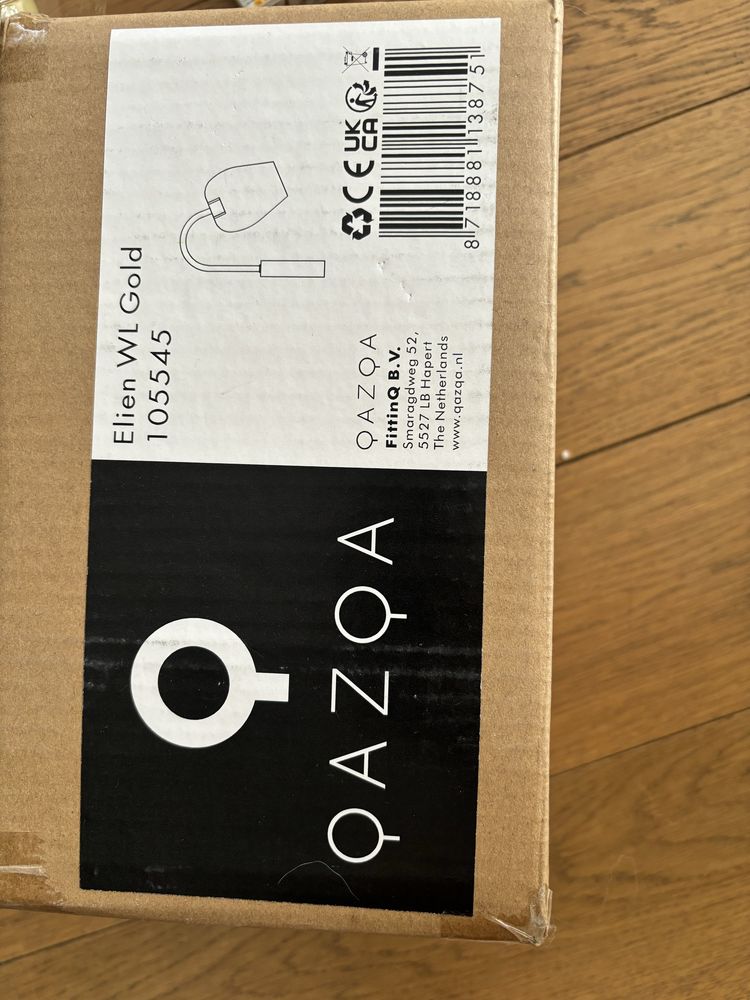 Elien WL Gold
105545
CE UK CA
8 718881 138751
QAZQA
FittinQ B.V.
Smaragdweg 52,
5527 LB Hapert
The Netherlands
www.qazqa.nl
QAZQA